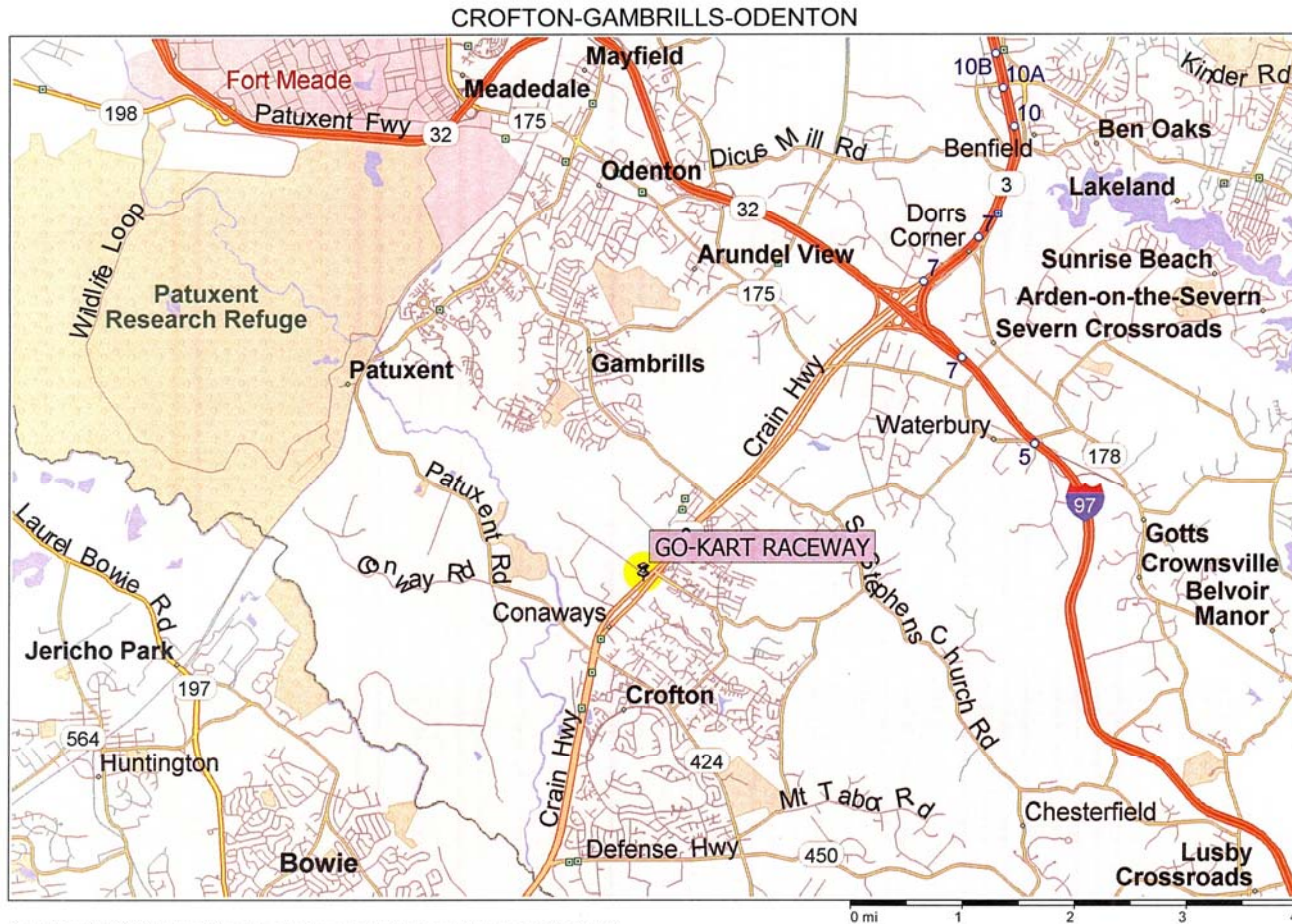 CROFTON-GAMBRILLS-ODENTON
Mayfield
10B
10A
Kinder Rd
Fort Meade
Meadedale
198
Patuxent Fwy
175
10
Ben Oaks
32
Dicus Mill Rd
Benfield
Odenton
3
Lakeland
32
Dorrs
Corner
7
Wildlife Loop
Arundel View
7
Sunrise Beach
Patuxent
Research Refuge
175
Arden-on-the-Severn
Severn Crossroads
Gambrills
Patuxent
7
Crain Hwy
Waterbury
5
178
Patuxent Rd
97
Laurel Bowie Rd
St Stephens Church Rd
GO-KART RACEWAY
Gotts
Conway Rd
Crownsville
Conaways
Belvoir
Manor
Jericho Park
197
Crofton
564
Huntington
Crain Hwy
424
Mt Tabor Rd
Chesterfield
Bowie
Defense Hwy
450
Lusby
Crossroads
0 mi
1
2
3
4